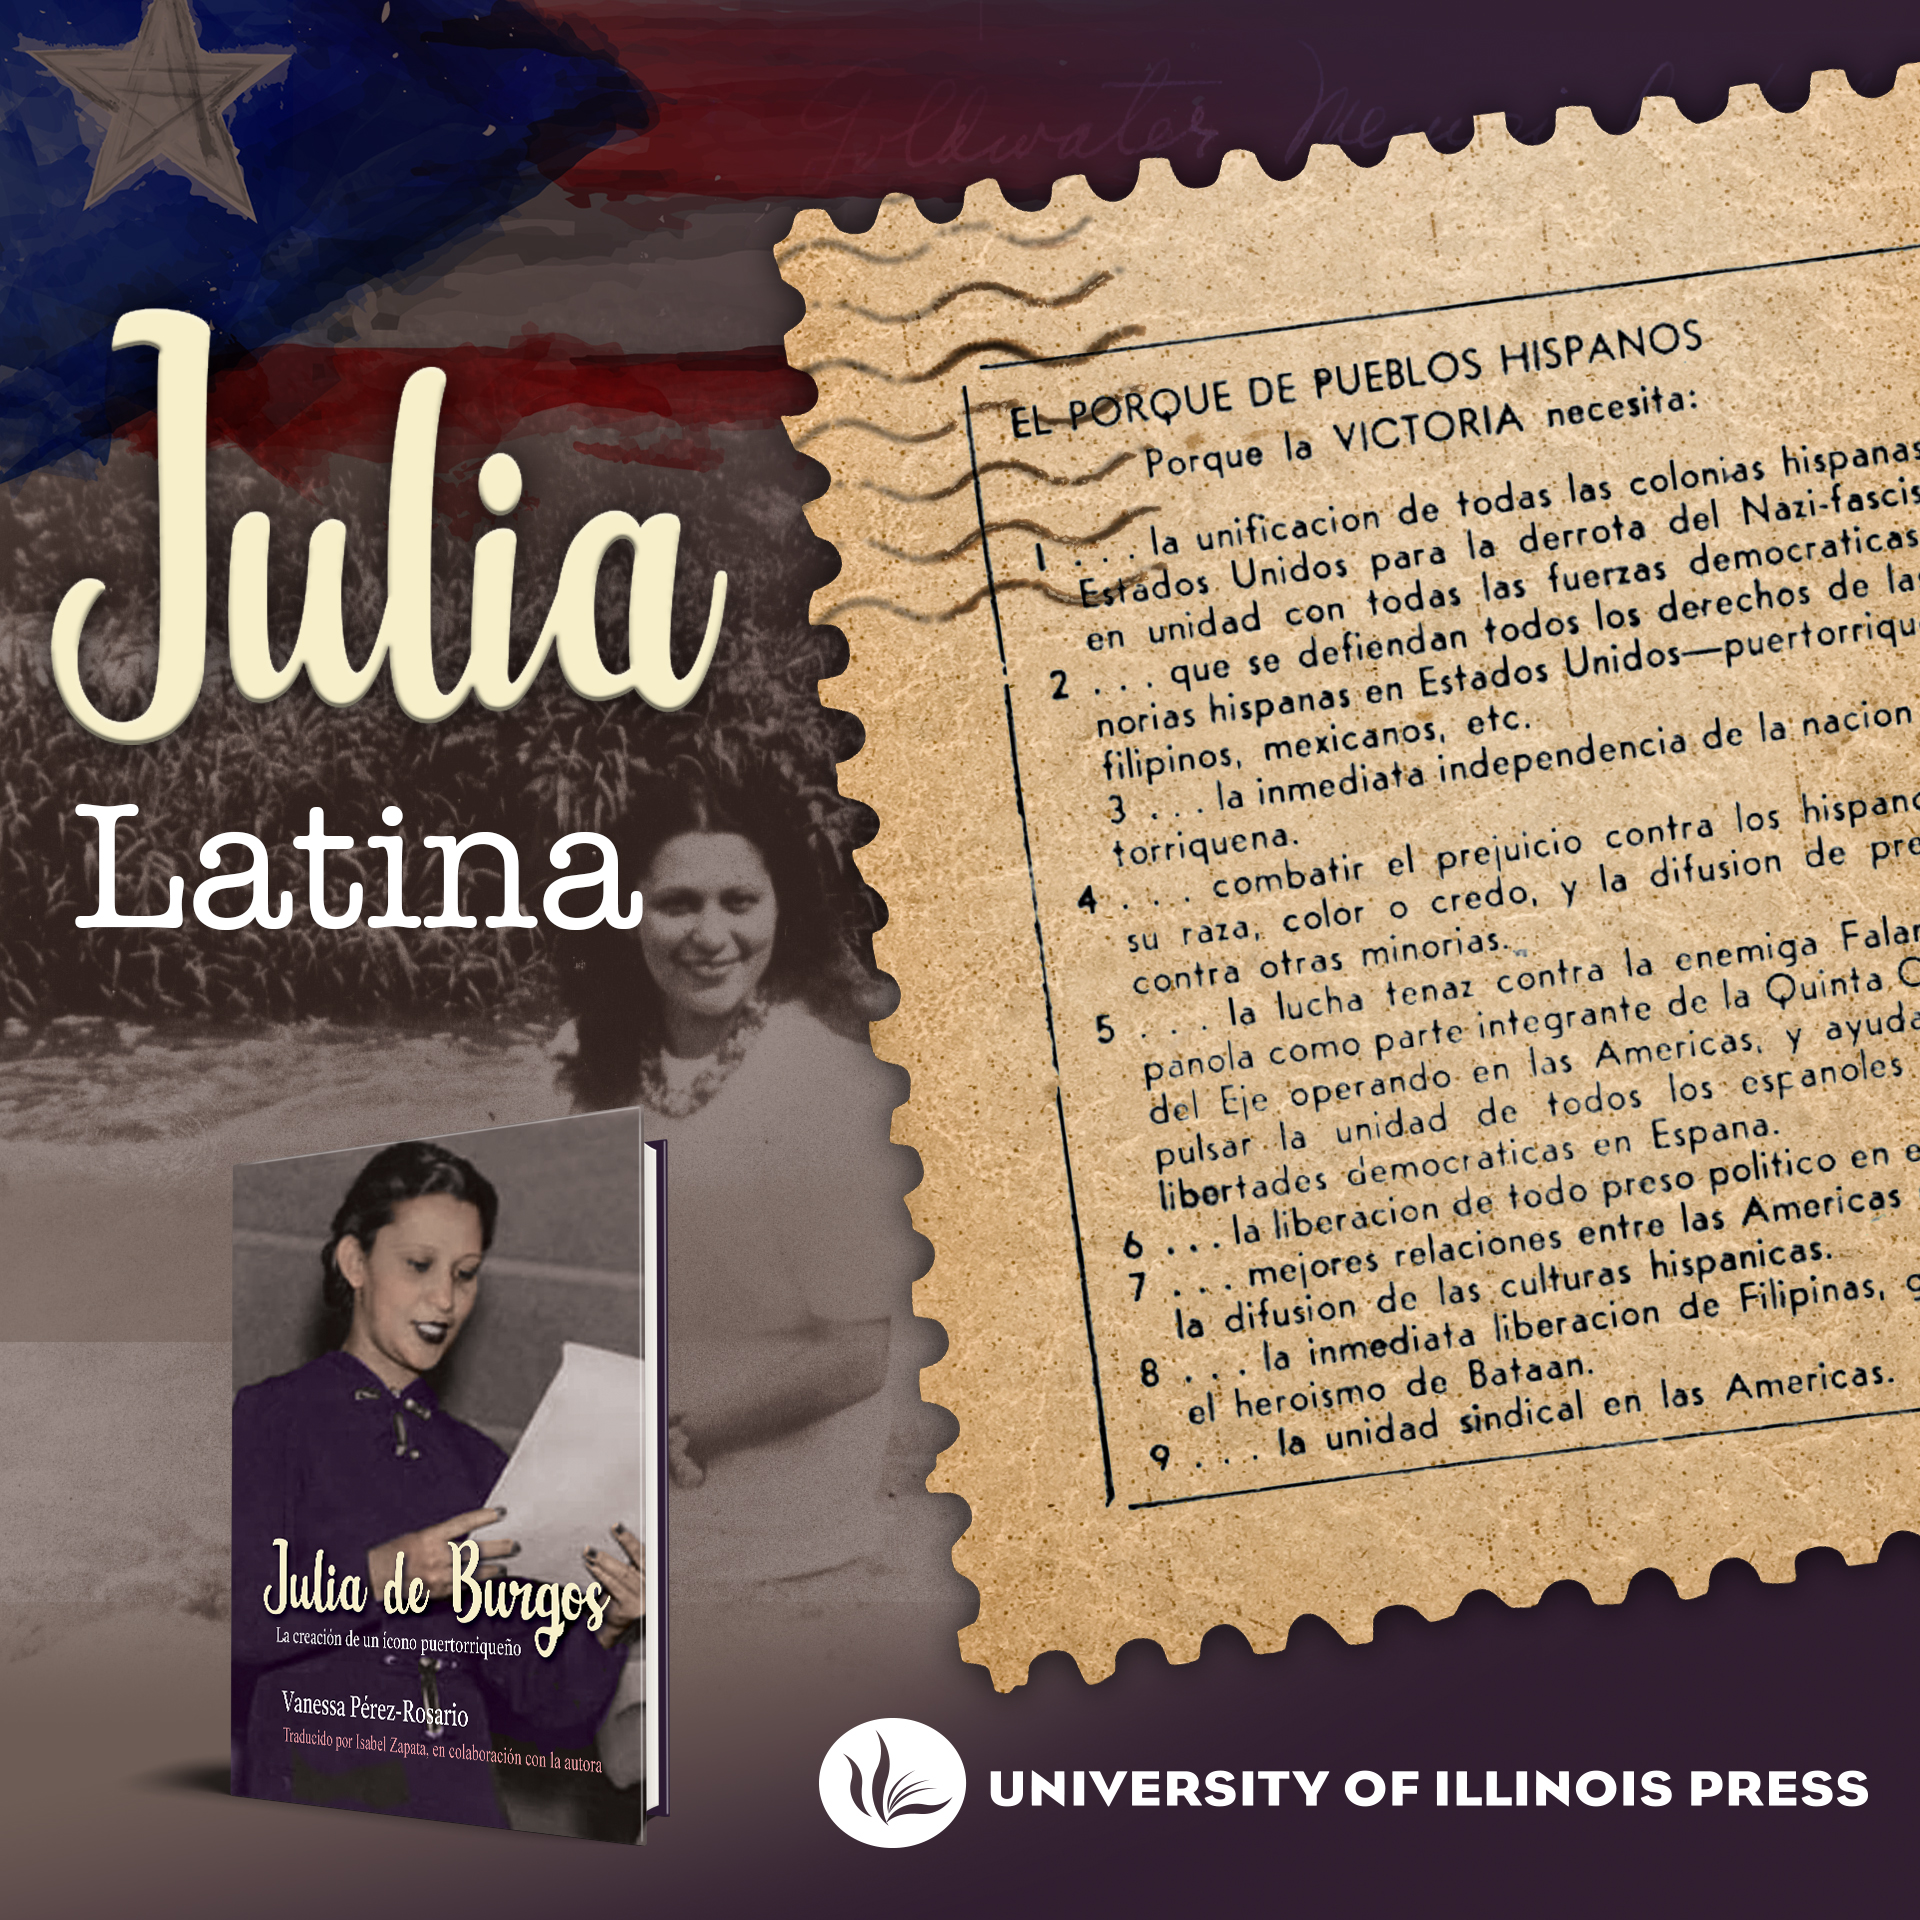 Goldwater
Julia
Latina
EL PORQUE DE PUEBLOS HISPANOS
Porque la VICTORIA necesita:
1 . . . la unificacion de todas las colonias hispanas
Estados Unidos para la derrota del Nazi-fascis
en unidad con todas las fuerzas democraticas
2 . . . que se defiendan todos los derechos de la
norias hispanas en Estados Unidos—puertorriqu
filipinos, mexicanos, etc.
3 . . . la inmediata independencia de la nacion
torriquena.
4 . . . combatir el prejuicio contra los hispano
su raza, color o credo, y la difusion de pre
contra otras minorias.
5 . . . la lucha tenaz contra la enemiga Falan
panola como parte integrante de la Quinta C
del Eje operando en las Americas, y ayuda
pulsar la unidad de todos los espanoles
libertades democraticas en Espana.
6 . . . la liberacion de todo preso politico en e
7 . . . mejores relaciones entre las Americas
la difusion de las culturas hispanicas.
8 . . . la inmediata liberacion de Filipinas, q
el heroismo de Bataan.
9 . . . la unidad sindical en las Americas.
Julia de Burgos
La creación de un ícono puertorriqueño
Vanessa Pérez-Rosario
Traducido por Isabel Zapata, en colaboración con la autora
UNIVERSITY OF ILLINOIS PRESS